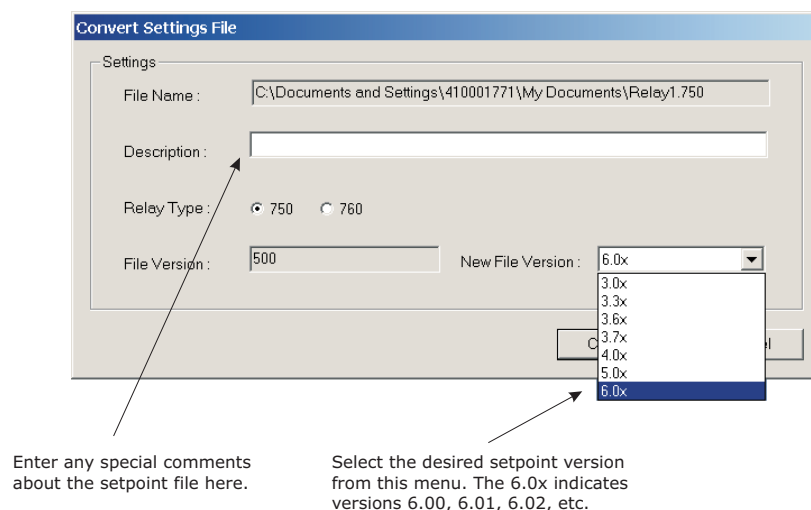 Convert Settings File
Settings
File Name :
C:\Documents and Settings\410001771\My Documents\Relay1.750
Description :
Relay Type :
750
760
File Version :
500
New File Version :
6.0x
3.0x
3.3x
3.6x
3.7x
4.0x
5.0x
6.0x
Enter any special comments
about the setpoint file here.
Select the desired setpoint version
from this menu. The 6.0x indicates
versions 6.00, 6.01, 6.02, etc.